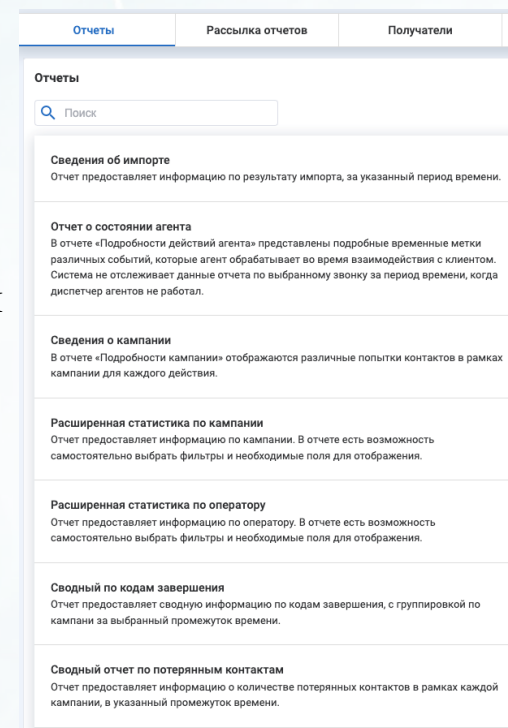 Отчеты
Рассылка отчетов
Получатели
Отчеты
Поиск
Сведения об импорте
Отчет предоставляет информацию по результату импорта, за указанный период времени.
Отчет о состоянии агента
В отчете «Подробности действий агента» представлены подробные временные метки
различных событий, которые агент обрабатывает во время взаимодействия с клиентом.
Система не отслеживает данные отчета по выбранному звонку за период времени, когда
диспетчер агентов не работал.
Сведения о кампании
В отчете «Подробности кампании» отображаются различные попытки контактов в рамках
кампании для каждого действия.
Расширенная статистика по кампании
Отчет предоставляет информацию по кампании. В отчете есть возможность
самостоятельно выбрать фильтры и необходимые поля для отображения.
Расширенная статистика по оператору
Отчет предоставляет информацию по оператору. В отчете есть возможность
самостоятельно выбрать фильтры и необходимые поля для отображения.
Сводный по кодам завершения
Отчет предоставляет сводную информацию по кодам завершения, с группировкой по
кампани за выбранный промежуток времени.
Сводный отчет по потерянным контактам
Отчет предоставляет информацию о количестве потерянных контактов в рамках каждой
кампании, в указанный промежуток времени.